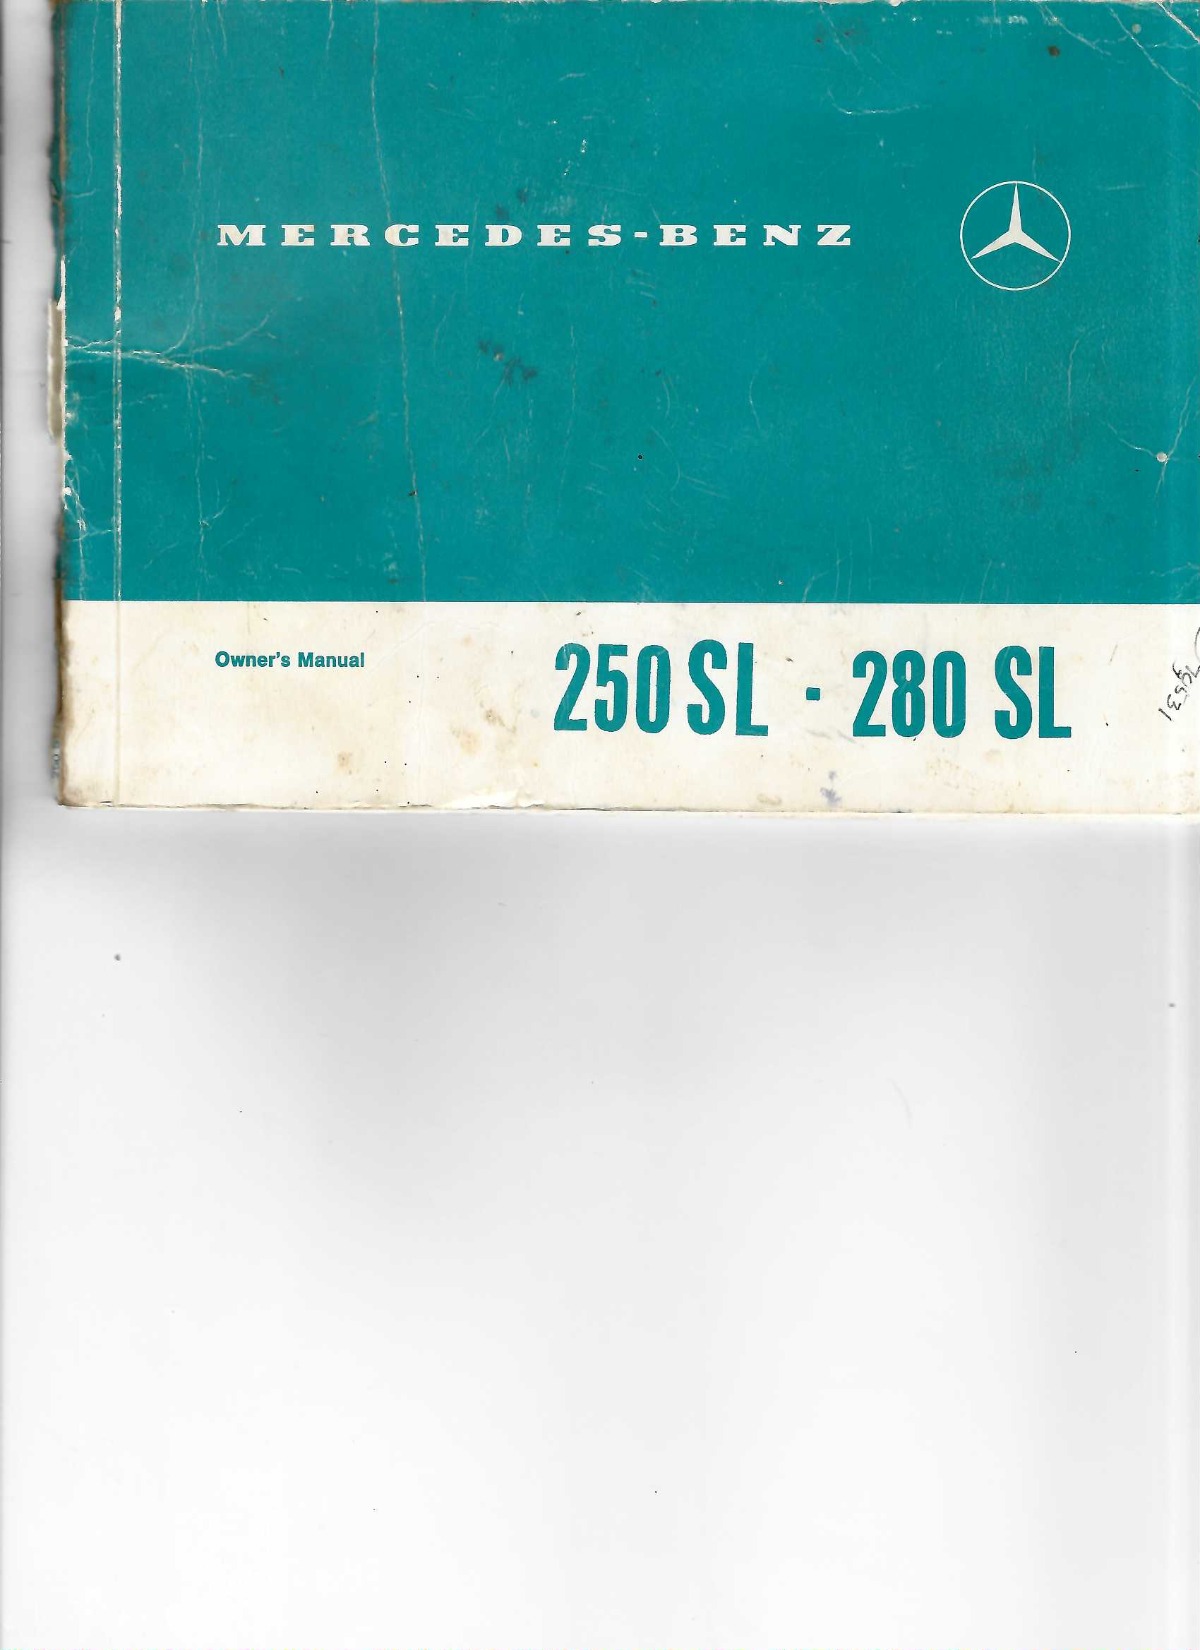 MERCEDES-BENZ
Owner's Manual
250 SL - 280 SL